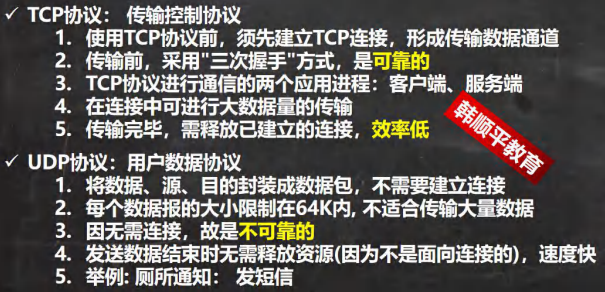 ✓ TCP协议：传输控制协议
1. 使用TCP协议前，须先建立TCP连接，形成传输数据通道
2. 传输前，采用"三次握手"方式，是可靠的
3. TCP协议进行通信的两个应用进程：客户端、服务端
4. 在连接中可进行大数据量的传输
5. 传输完毕，需释放已建立的连接，效率低
韩顺平教育
✓ UDP协议：用户数据协议
1. 将数据、源、目的封装成数据包，不需要建立连接
2. 每个数据报的大小限制在64K内, 不适合传输大量数据
3. 因无需连接，故是不可靠的
4. 发送数据结束时无需释放资源(因为不是面向连接的)，速度快
5. 举例: 厕所通知：发短信